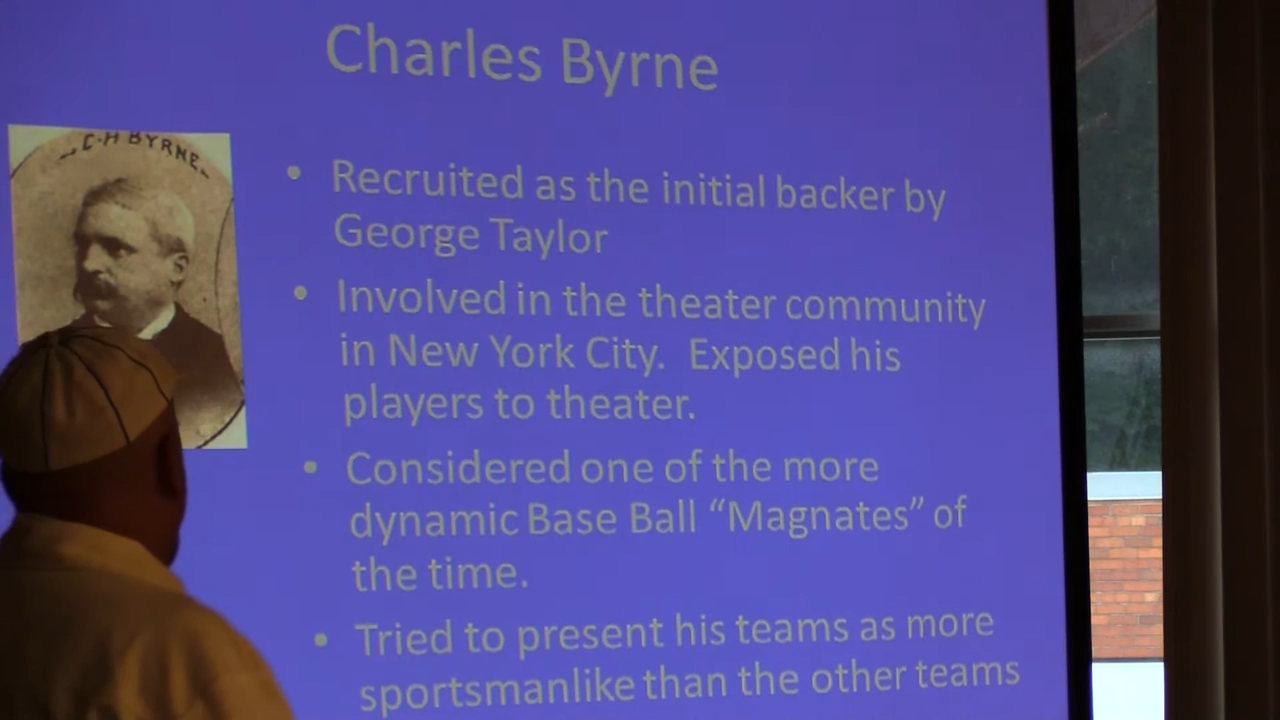 Charles Byrne
C·H BYRNE
• Recruited as the initial backer by
George Taylor
• Involved in the theater community
in New York City. Exposed his
players to theater.
• Considered one of the more
dynamic Base Ball “Magnates” of
the time.
• Tried to present his teams as more
sportsmanlike than the other teams